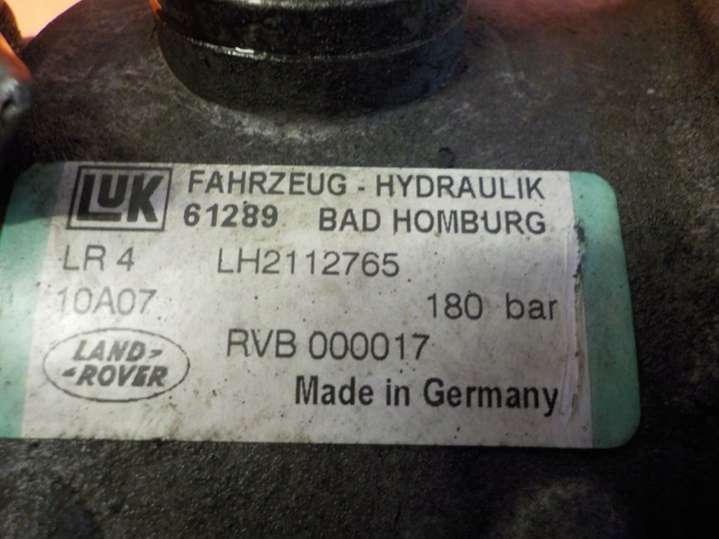 LUK FAHRZEUG - HYDRAULIK
61289 BAD HOMBURG
LR 4 LH2112765
10A07 180 bar
RVB 000017
LAND-
-ROVER
Made in Germany